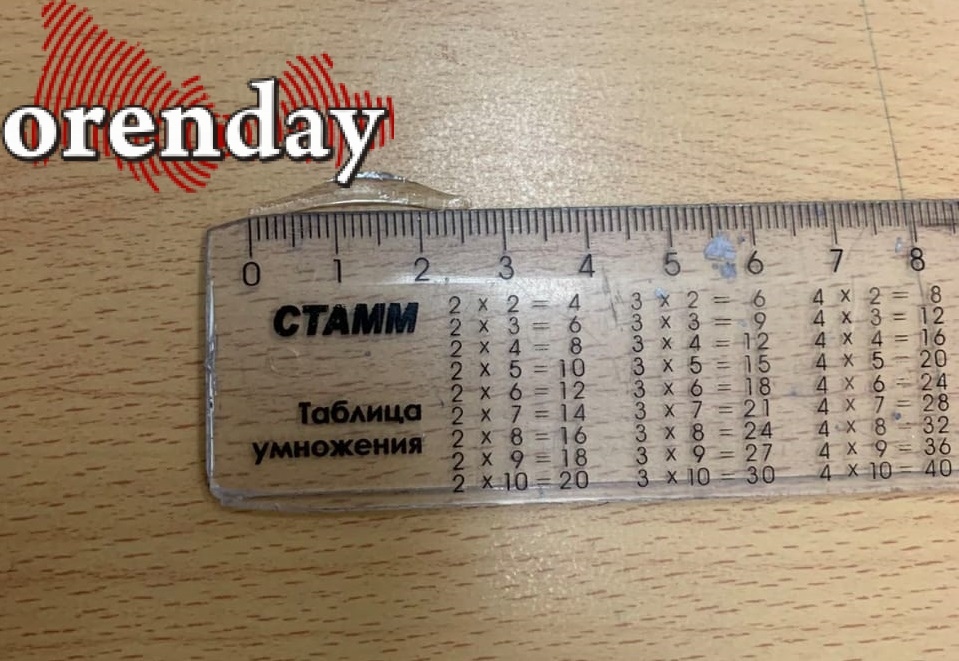 orenday
0 1 2 3 4 5 6 7 8
СТАММ
Таблица
умножения
2 x 2 = 4
2 x 3 = 6
2 x 4 = 8
2 x 5 = 10
2 x 6 = 12
2 x 7 = 14
2 x 8 = 16
2 x 9 = 18
2 x 10 = 20
3 x 2 = 6
3 x 3 = 9
3 x 4 = 12
3 x 5 = 15
3 x 6 = 18
3 x 7 = 21
3 x 8 = 24
3 x 9 = 27
3 x 10 = 30
4 x 2 = 8
4 x 3 = 12
4 x 4 = 16
4 x 5 = 20
4 x 6 = 24
4 x 7 = 28
4 x 8 = 32
4 x 9 = 36
4 x 10 = 40